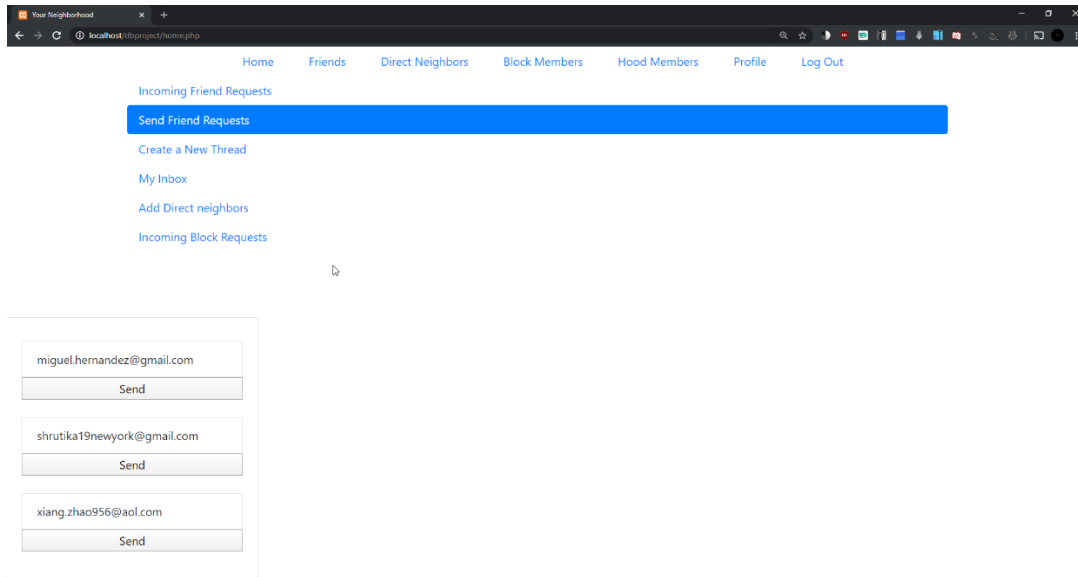 Your Neighborhood
localhost/dbproject/home.php
Home Friends Direct Neighbors Block Members Hood Members Profile Log Out
Incoming Friend Requests
Send Friend Requests
Create a New Thread
My Inbox
Add Direct neighbors
Incoming Block Requests
miguel.hernandez@gmail.com
Send
shrutika19newyork@gmail.com
Send
xiang.zhao956@aol.com
Send